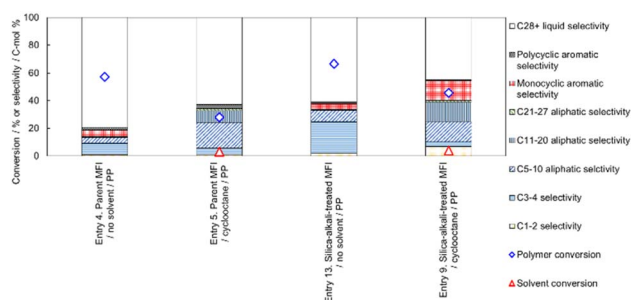 Conversion / % or selectivity / C-mol %
100
80
60
40
20
0
Entry 4. Parent MFI
/ no solvent / PP
Entry 5. Parent MFI
/ cyclooctane / PP
Entry 13. Silica-alkali-treated MFI
/ no solvent / PP
Entry 9. Silica-alkali-treated MFI
/ cyclooctane / PP
C28+ liquid selectivity
Polycyclic aromatic
selectivity
Monocyclic aromatic
selectivity
C21-27 aliphatic selectivity
C11-20 aliphatic selectivity
C5-10 aliphatic selctivity
C3-4 selectivity
C1-2 selectivity
Polymer conversion
Solvent conversion